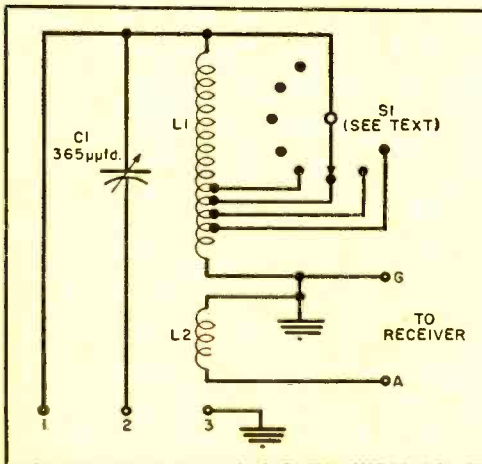 S1
(SEE TEXT)
L1
C1
365µµfd.
G
TO
RECEIVER
L2
A
1
2
3